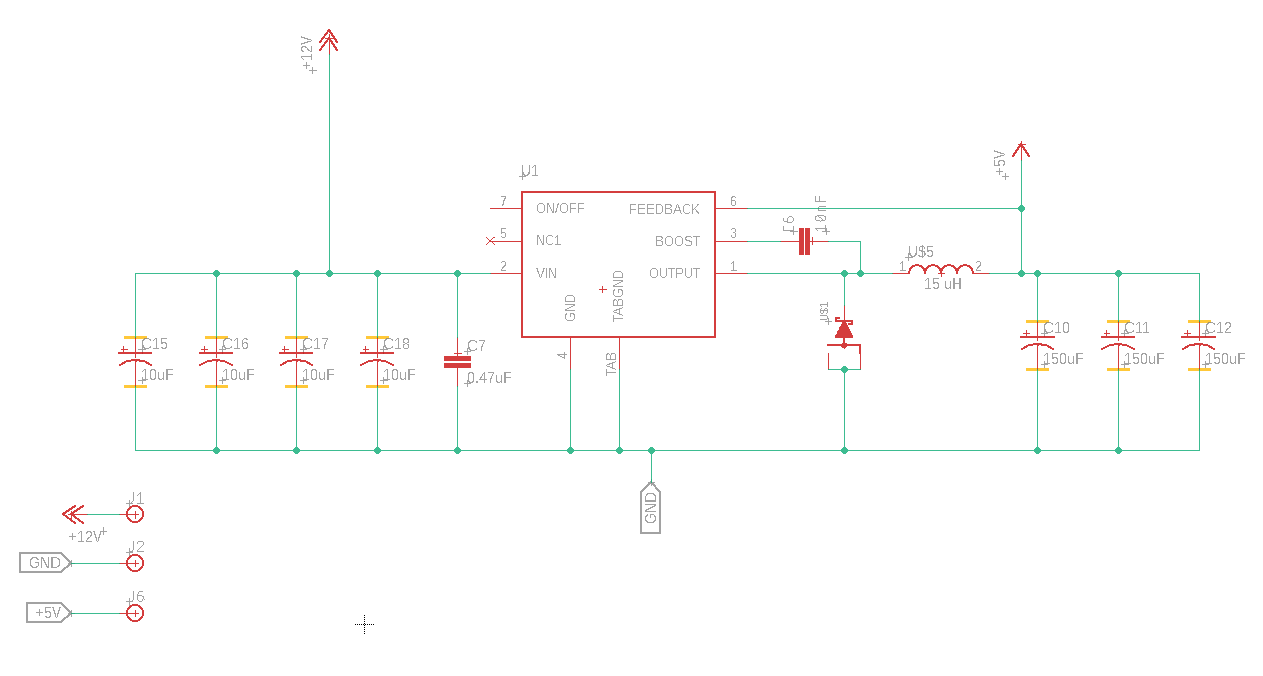 +12V
+5V
U1
7 ON/OFF FEEDBACK 6
5 NC1 BOOST 3
2 VIN OUTPUT 1
GND TABGND
4 TAB
10nF
U$5
1 2
15 uH
U$1
C15
10uF
C16
10uF
C17
10uF
C18
10uF
C7
0.47uF
C10
150uF
C11
150uF
C12
150uF
GND
J1
+12V
J2
GND
J6
+5V